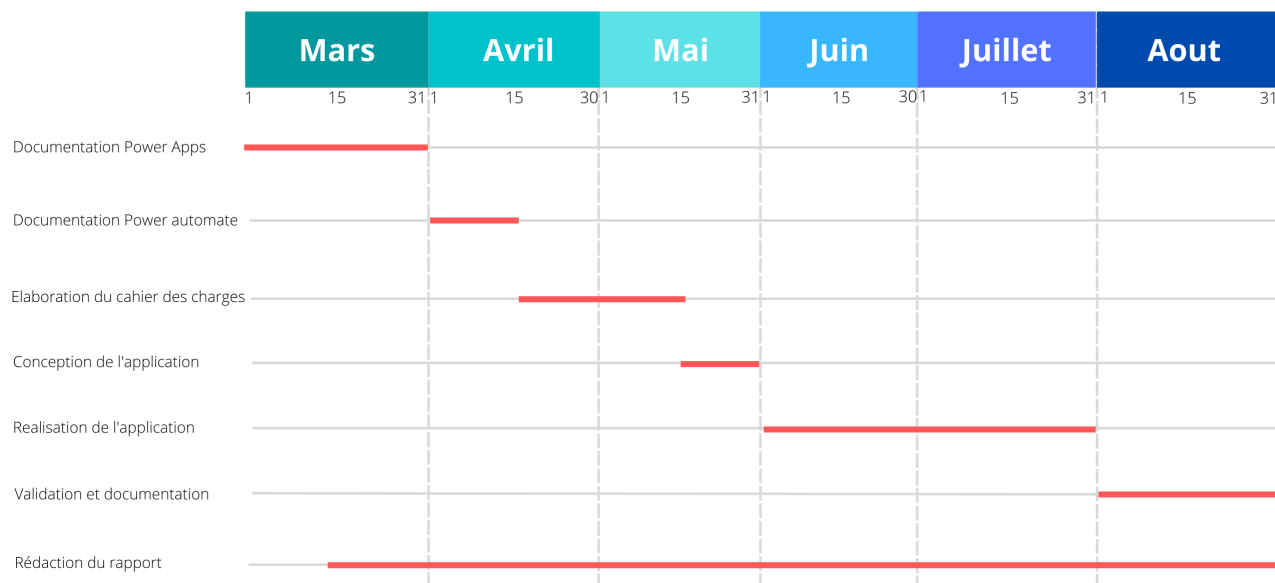 Mars Avril Mai Juin Juillet Aout
1 15 31 1 15 30 1 15 31 1 15 30 1 15 31 1 15 31
Documentation Power Apps
Documentation Power automate
Elaboration du cahier des charges
Conception de l'application
Realisation de l'application
Validation et documentation
Rédaction du rapport